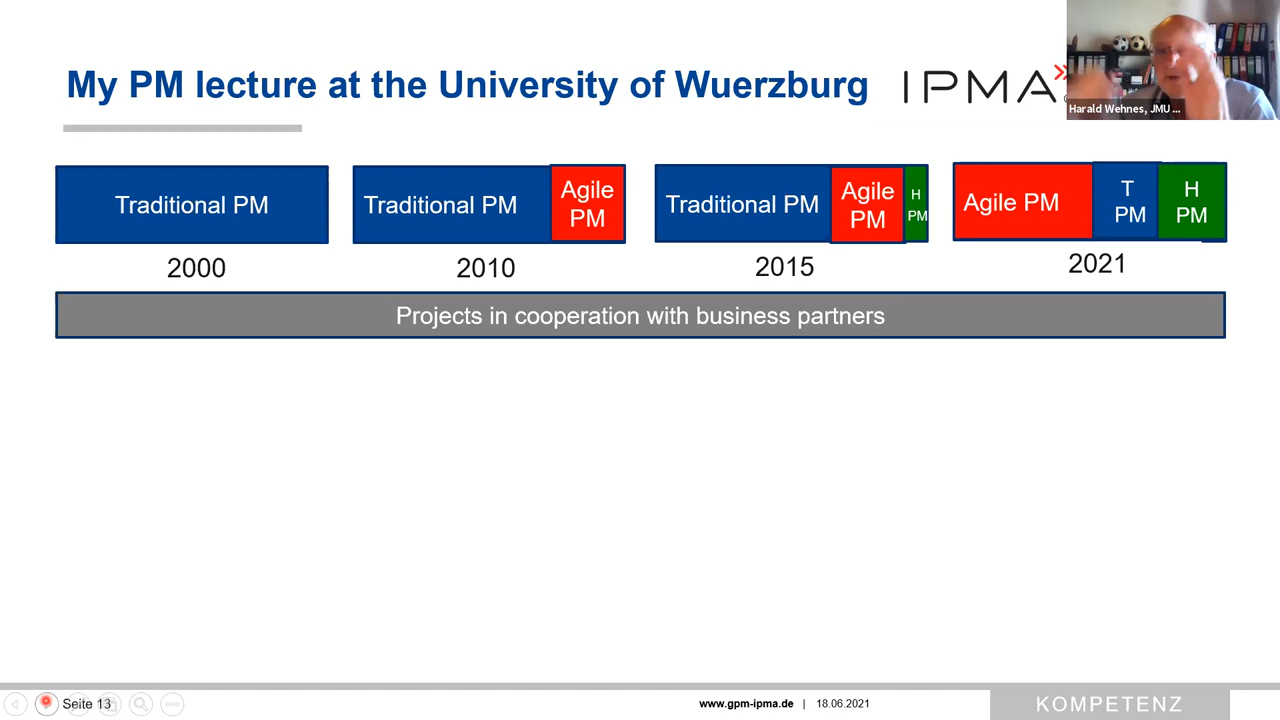 My PM lecture at the University of Wuerzburg
IPMA
Harald Wehnes, JMU ...
Traditional PM
Traditional PM
Agile
PM
Traditional PM
Agile
PM
H
PM
Agile PM
T
PM
H
PM
2000
2010
2015
2021
Projects in cooperation with business partners
Seite 13
www.gpm-ipma.de | 18.06.2021
KOMPETENZ